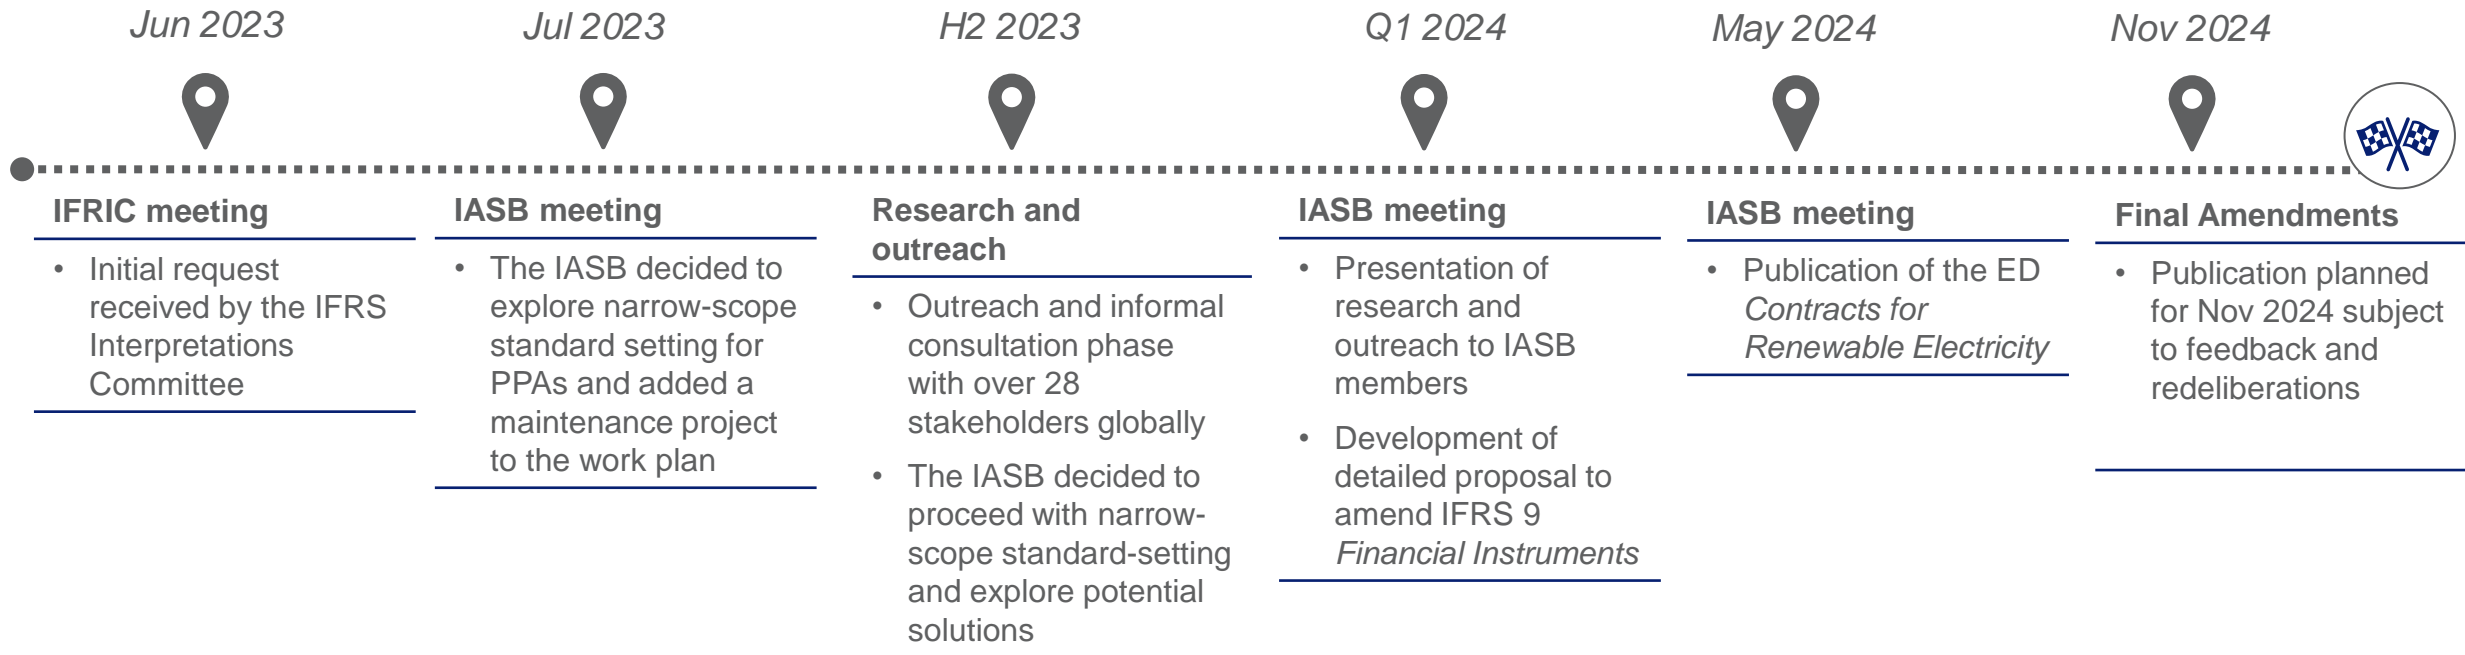 Jun 2023
IFRIC meeting
• Initial request
received by the IFRS
Interpretations
Committee
Jul 2023
IASB meeting
• The IASB decided to
explore narrow-scope
standard setting for
PPAs and added a
maintenance project
to the work plan
H2 2023
Research and
outreach
• Outreach and informal
consultation phase
with over 28
stakeholders globally
• The IASB decided to
proceed with narrow-
scope standard-setting
and explore potential
solutions
Q1 2024
IASB meeting
• Presentation of
research and
outreach to IASB
members
• Development of
detailed proposal to
amend IFRS 9
Financial Instruments
May 2024
IASB meeting
• Publication of the ED
Contracts for
Renewable Electricity
Nov 2024
Final Amendments
• Publication planned
for Nov 2024 subject
to feedback and
redeliberations